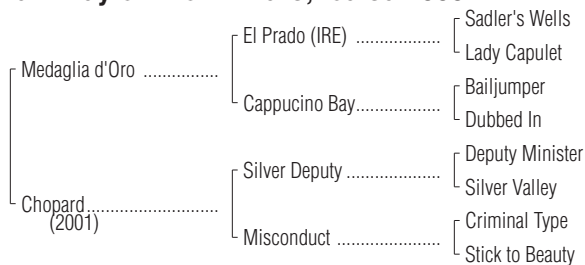 Sadler's Wells
El Prado (IRE) ...................
Lady Capulet
Medaglia d'Oro ................
Bailjumper
Cappucino Bay...................
Dubbed In
Deputy Minister
Silver Deputy .....................
Silver Valley
Chopard............................
(2001)
Criminal Type
Misconduct .......................
Stick to Beauty